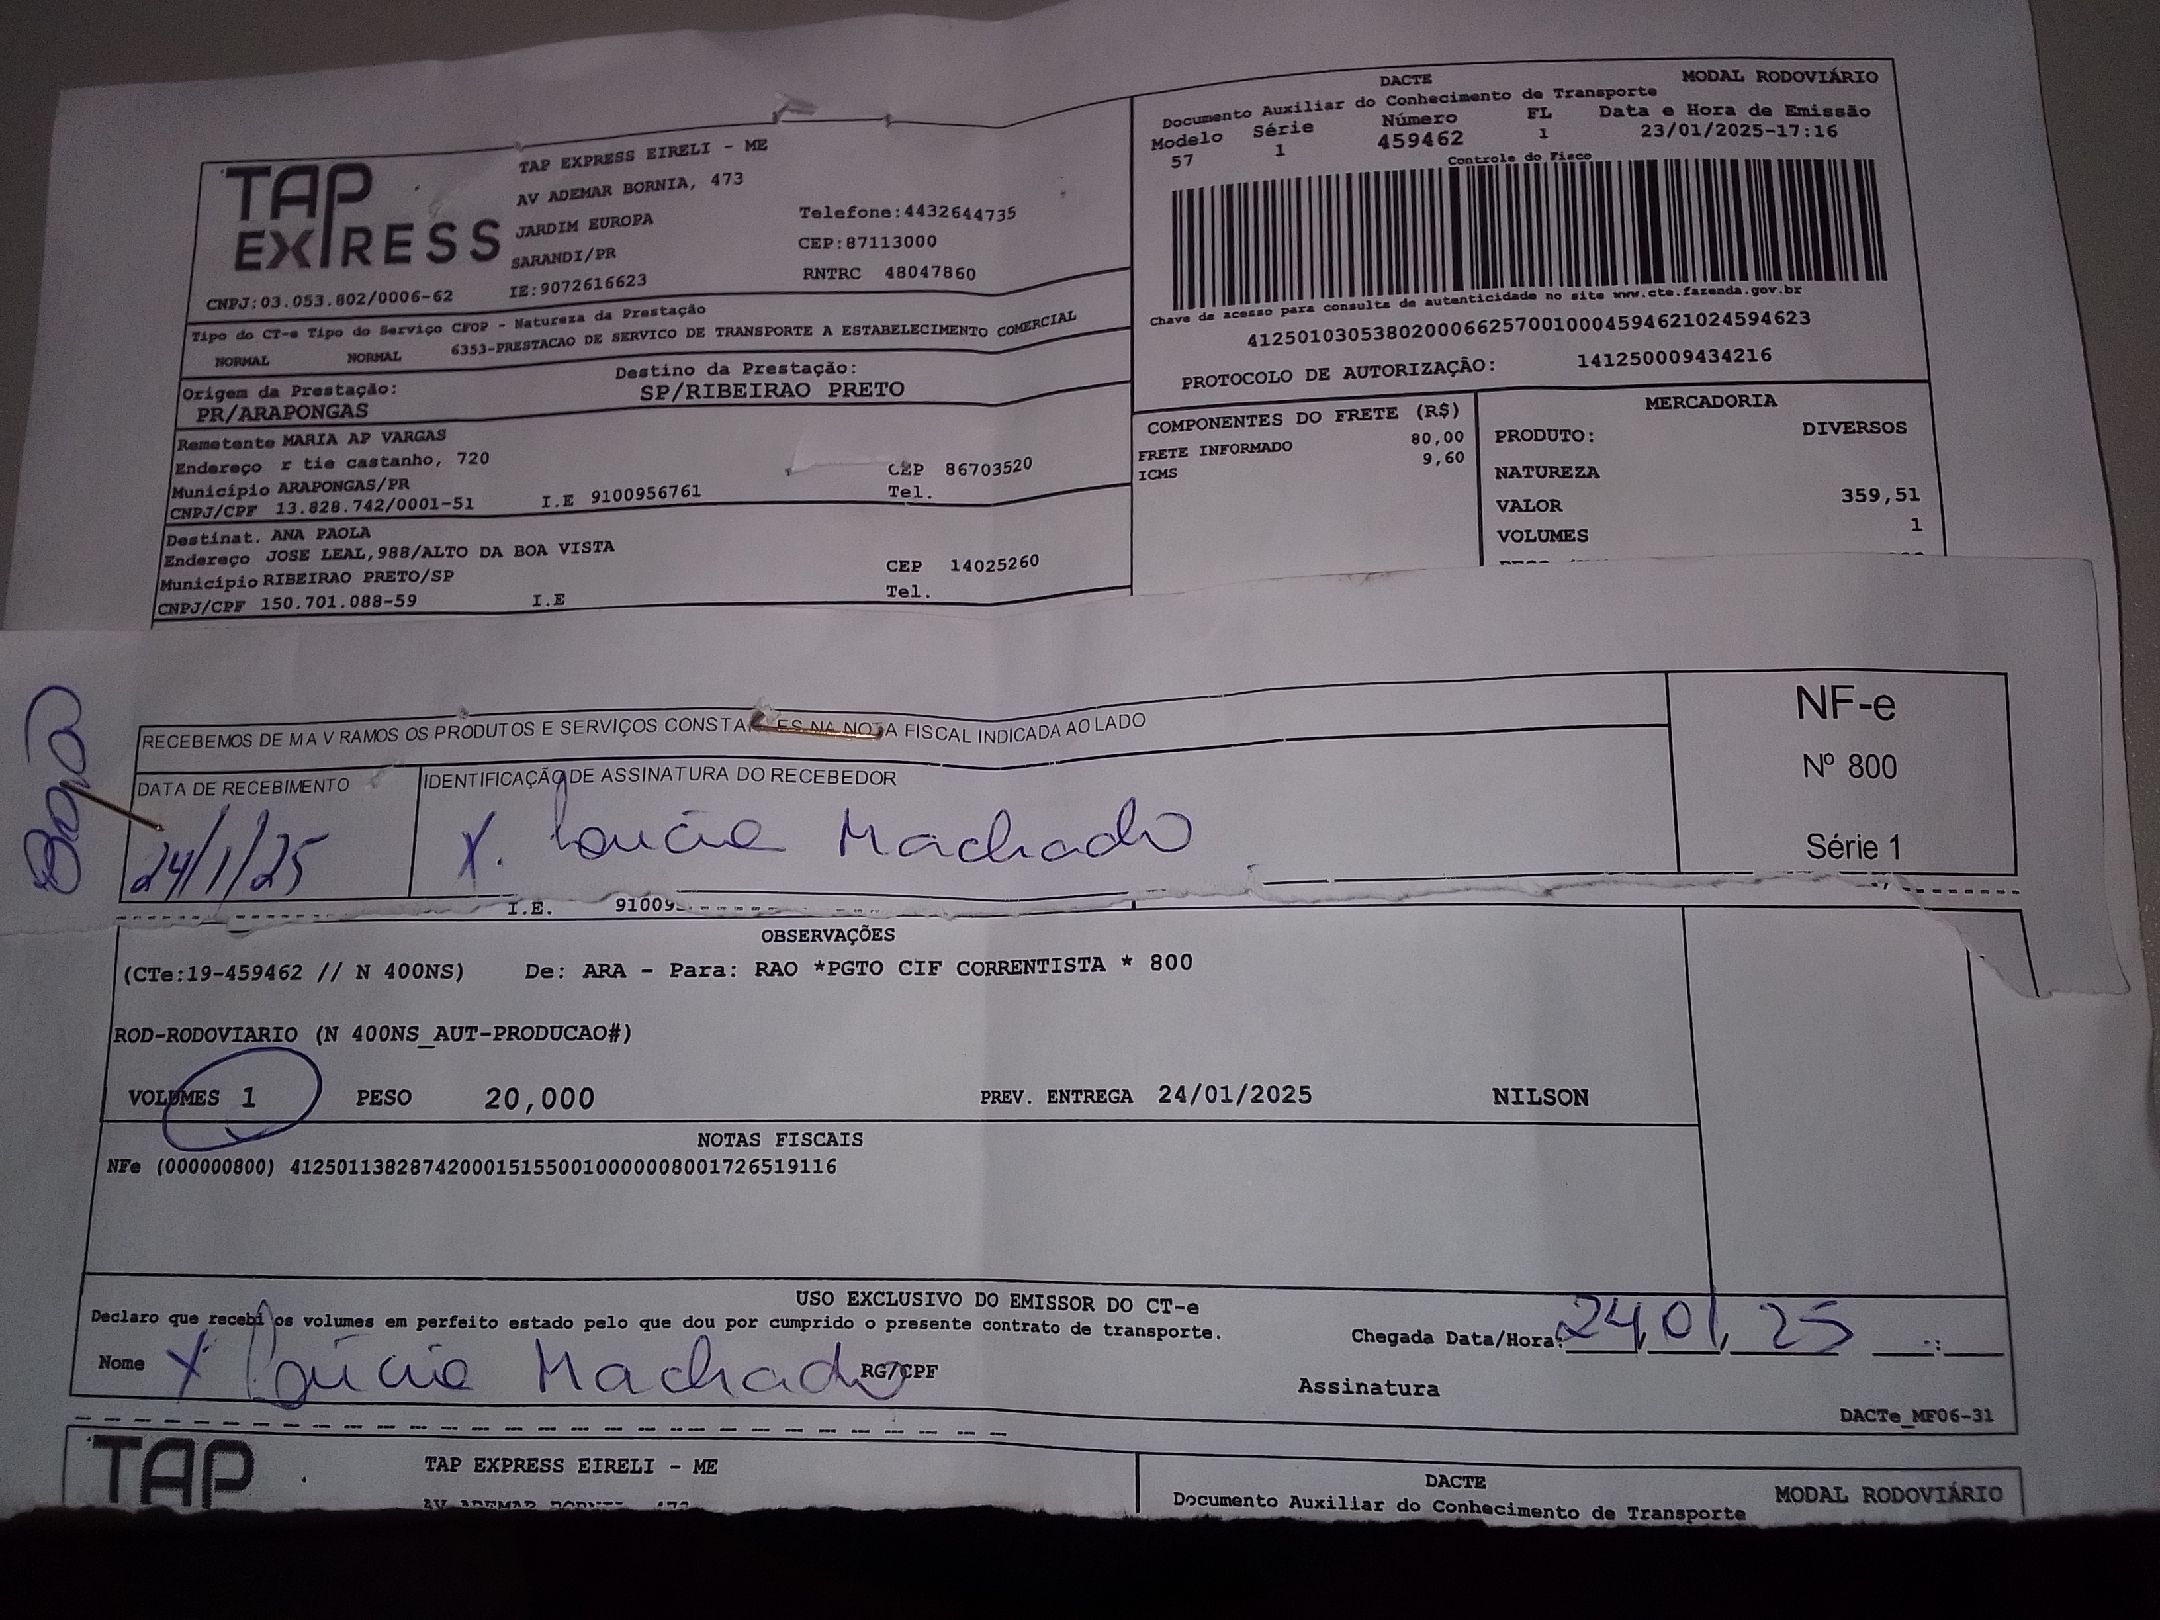 DACTE MODAL RODOVIÁRIO
Documento Auxiliar do Conhecimento de Transporte
Modelo Série Número FL Data e Hora de Emissão
57 1 459462 1 23/01/2025-17:16
Controle do Fisco
TAP EXPRESS
TAP EXPRESS EIRELI - ME
AV ADEMAR BORNIA, 473
JARDIM EUROPA Telefone:4432644735
SARANDI/PR CEP:87113000
CNPJ:03.053.802/0006-62 IE:9072616623 RNTRC 48047860
Chave de acesso para consulta de autenticidade no site www.cte.fazenda.gov.br
41250103053802000662570010004594621024594623
PROTOCOLO DE AUTORIZAÇÃO: 141250009434216
Tipo do CT-e Tipo do Serviço CFOP - Natureza da Prestação
NORMAL NORMAL 6353-PRESTACAO DE SERVICO DE TRANSPORTE A ESTABELECIMENTO COMERCIAL
Origem da Prestação: Destino da Prestação:
PR/ARAPONGAS SP/RIBEIRAO PRETO
Remetente MARIA AP VARGAS
Endereço r tie castanho, 720 CEP 86703520
Município ARAPONGAS/PR Tel.
CNPJ/CPF 13.828.742/0001-51 I.E 9100956761
Destinat. ANA PAOLA
Endereço JOSE LEAL,988/ALTO DA BOA VISTA CEP 14025260
Município RIBEIRAO PRETO/SP Tel.
CNPJ/CPF 150.701.088-59 I.E
COMPONENTES DO FRETE (R$)
FRETE INFORMADO 80,00
ICMS 9,60
MERCADORIA
PRODUTO: DIVERSOS
NATUREZA
VALOR 359,51
VOLUMES 1
RECEBEMOS DE M A V RAMOS OS PRODUTOS E SERVIÇOS CONSTANTES NA NOTA FISCAL INDICADA AO LADO
DATA DE RECEBIMENTO IDENTIFICAÇÃO DE ASSINATURA DO RECEBEDOR
24/1/25 X. Lúcia Machado
NF-e
Nº 800
Série 1
I.E. 91009
OBSERVAÇÕES
(CTe:19-459462 // N 400NS) De: ARA - Para: RAO *PGTO CIF CORRENTISTA * 800
ROD-RODOVIARIO (N 400NS_AUT-PRODUCAO#)
VOLUMES 1 PESO 20,000 PREV. ENTREGA 24/01/2025 NILSON
NOTAS FISCAIS
NFe (000000800) 41250113828742000151550010000008001726519116
USO EXCLUSIVO DO EMISSOR DO CT-e
Declaro que recebi os volumes em perfeito estado pelo que dou por cumprido o presente contrato de transporte.
Chegada Data/Hora: 24/01/25 :
Nome X Lúcia Machado RG/CPF
Assinatura
DACTe_MF06-31
TAP
TAP EXPRESS EIRELI - ME
DACTE MODAL RODOVIÁRIO
Documento Auxiliar do Conhecimento de Transporte